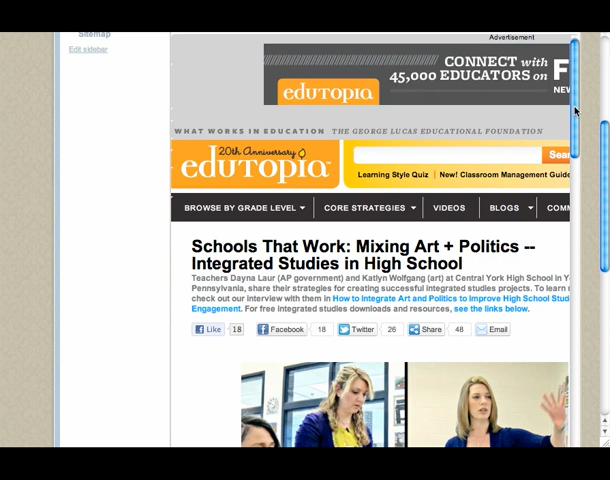 Sitemap
Edit sidebar
Advertisement
CONNECT with
45,000 EDUCATORS on
edutopia
WHAT WORKS IN EDUCATION THE GEORGE LUCAS EDUCATIONAL FOUNDATION
20th Anniversary
edutopia
Learning Style Quiz | New! Classroom Management Guide
BROWSE BY GRADE LEVEL CORE STRATEGIES VIDEOS BLOGS
Schools That Work: Mixing Art + Politics --
Integrated Studies in High School
Teachers Dayna Laur (AP government) and Katlyn Wolfgang (art) at Central York High School in
Pennsylvania, share their strategies for creating successful integrated studies projects. To learn
check out our interview with them in How to Integrate Art and Politics to Improve High School
Engagement. For free integrated studies downloads and resources, see the links below.
Like 18 Facebook 18 Twitter 26 Share 48 Email